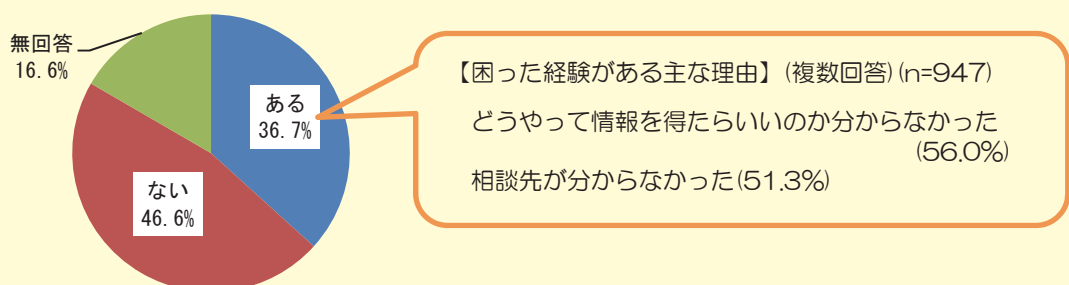 無回答
16.6%
ある
36.7%
ない
46.6%
【困った経験がある主な理由】(複数回答)(n=947)
どうやって情報を得たらいいのか分からなかった
(56.0%)
相談先が分からなかった(51.3%)